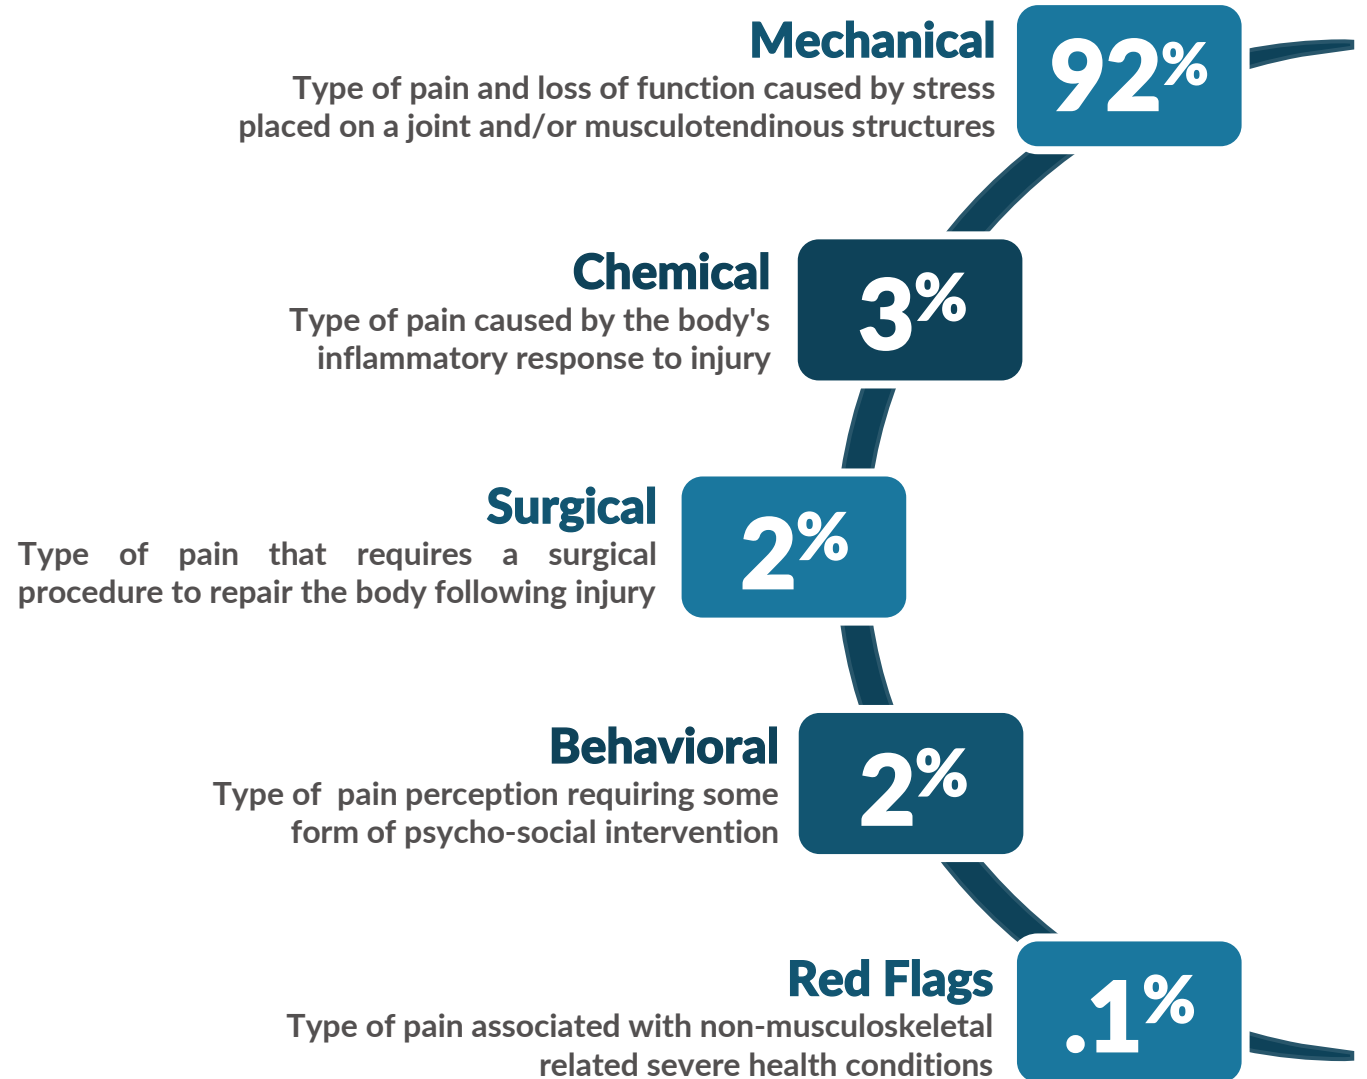 Mechanical
92%
Type of pain and loss of function caused by stress
placed on a joint and/or musculotendinous structures
Chemical
3%
Type of pain caused by the body's
inflammatory response to injury
Surgical
2%
Type of pain that requires a surgical
procedure to repair the body following injury
Behavioral
2%
Type of pain perception requiring some
form of psycho-social intervention
Red Flags
.1%
Type of pain associated with non-musculoskeletal
related severe health conditions